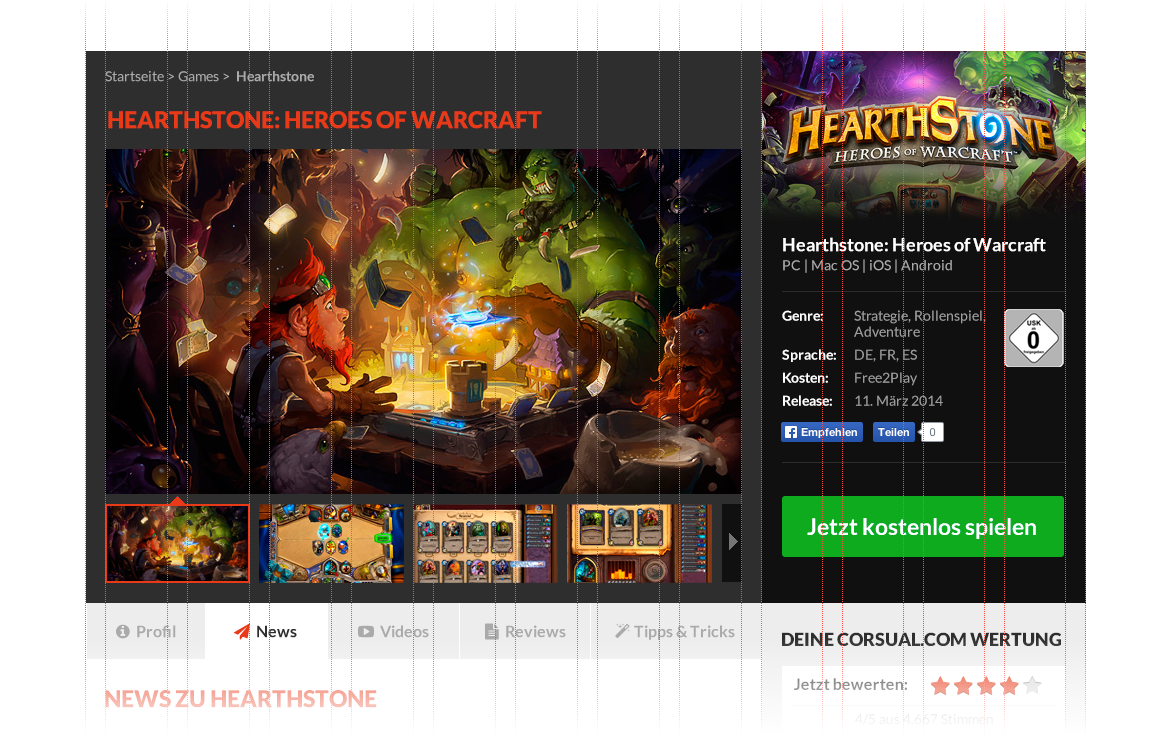 Startseite > Games > Hearthstone
HEARTHSTONE: HEROES OF WARCRAFT
HEARTHSTONE
HEROES OF WARCRAFT
Hearthstone: Heroes of Warcraft
PC | Mac OS | iOS | Android
Genre: Strategie, Rollenspiel,
Adventure
USK
ab
0
freigegeben
Sprache: DE, FR, ES
Kosten: Free2Play
Release: 11. März 2014
Empfehlen Teilen 0
Jetzt kostenlos spielen
Profil News Videos Reviews Tipps & Tricks
NEWS ZU HEARTHSTONE
DEINE CORSUAL.COM WERTUNG
Jetzt bewerten:
4/5 aus 4.667 Stimmen